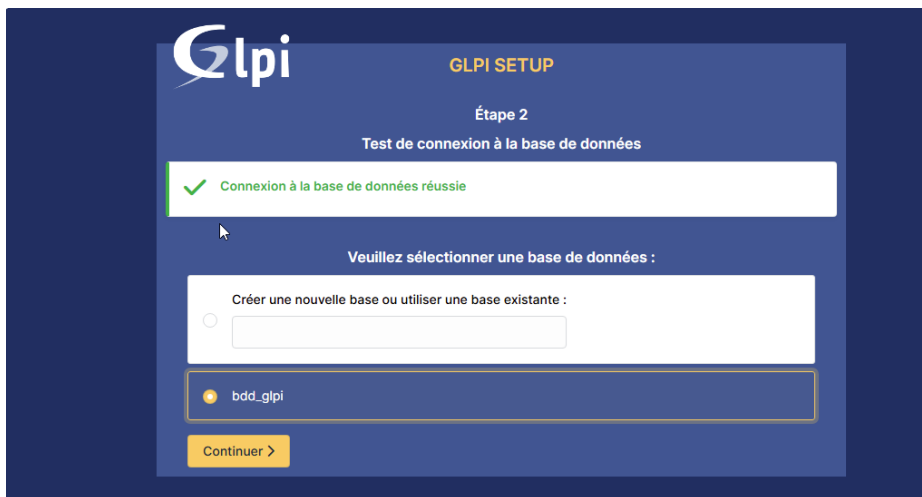 Glpi
GLPI SETUP
Étape 2
Test de connexion à la base de données
Connexion à la base de données réussie
Veuillez sélectionner une base de données :
Créer une nouvelle base ou utiliser une base existante :
bdd_glpi
Continuer